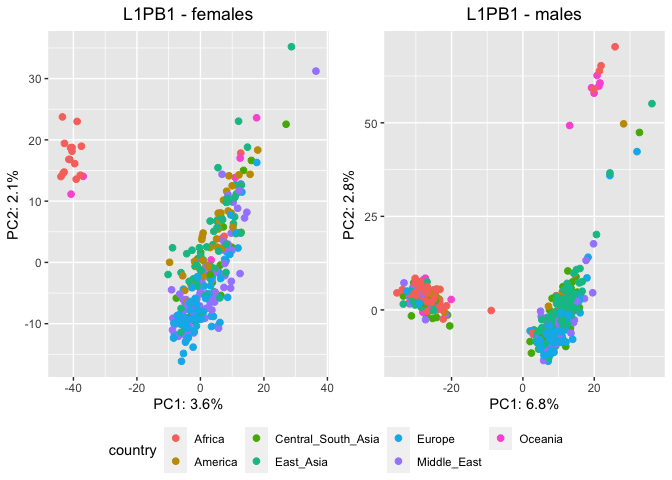 L1PB1 - females
L1PB1 - males
PC2: 2.1%
30
20
10
0
-10
-40
-20
0
20
40
PC1: 3.6%
PC2: 2.8%
50
25
0
-20
0
20
PC1: 6.8%
country
Africa
Central_South_Asia
Europe
Oceania
America
East_Asia
Middle_East